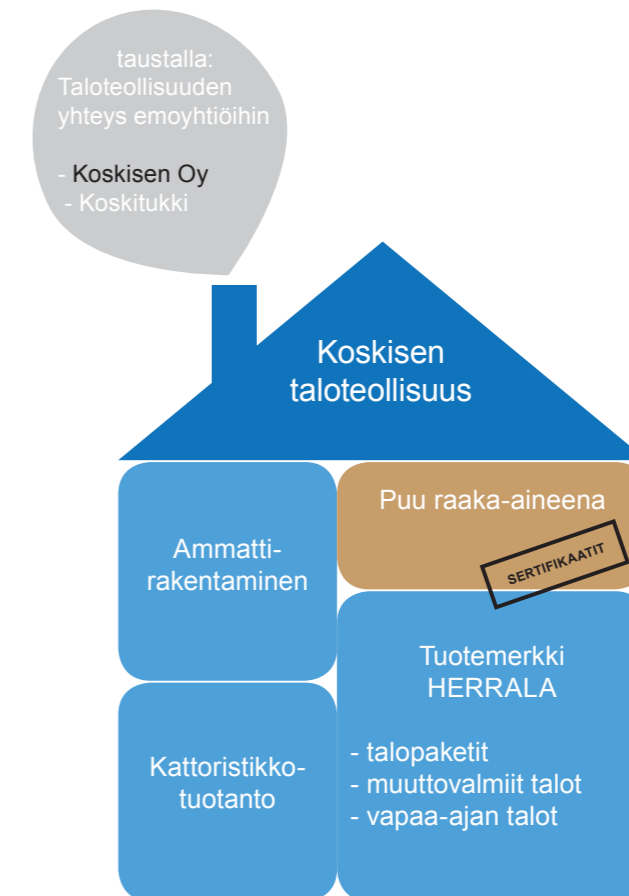 taustalla:
Taloteollisuuden
yhteys emoyhtiöihin
- Koskisen Oy
- Koskitukki
Koskisen
taloteollisuus
Ammatti-
rakentaminen
Puu raaka-aineena
SERTIFIKAATIT
Kattoristikko-
tuotanto
Tuotemerkki
HERRALA
- talopaketit
- muuttovalmiit talot
- vapaa-ajan talot